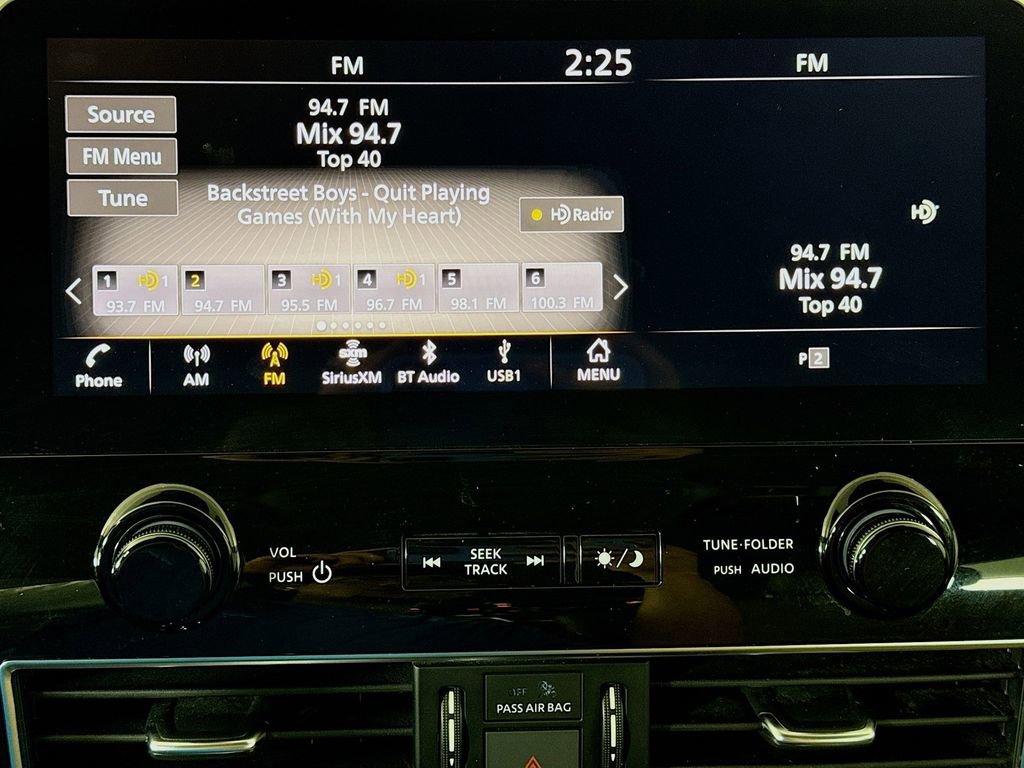 FM
2:25
FM
Source
FM Menu
Tune
94.7 FM
Mix 94.7
Top 40
Backstreet Boys - Quit Playing
Games (With My Heart)
HD Radio
1 HD 1
93.7 FM
2
94.7 FM
3 HD 1
95.5 FM
4 HD 1
96.7 FM
5
98.1 FM
6
100.3 FM
HD
94.7 FM
Mix 94.7
Top 40
P 2
Phone
AM
FM
sxm
SiriusXM
BT Audio
USB1
MENU
VOL
PUSH
SEEK
TRACK
TUNE·FOLDER
PUSH AUDIO
OFF
PASS AIR BAG